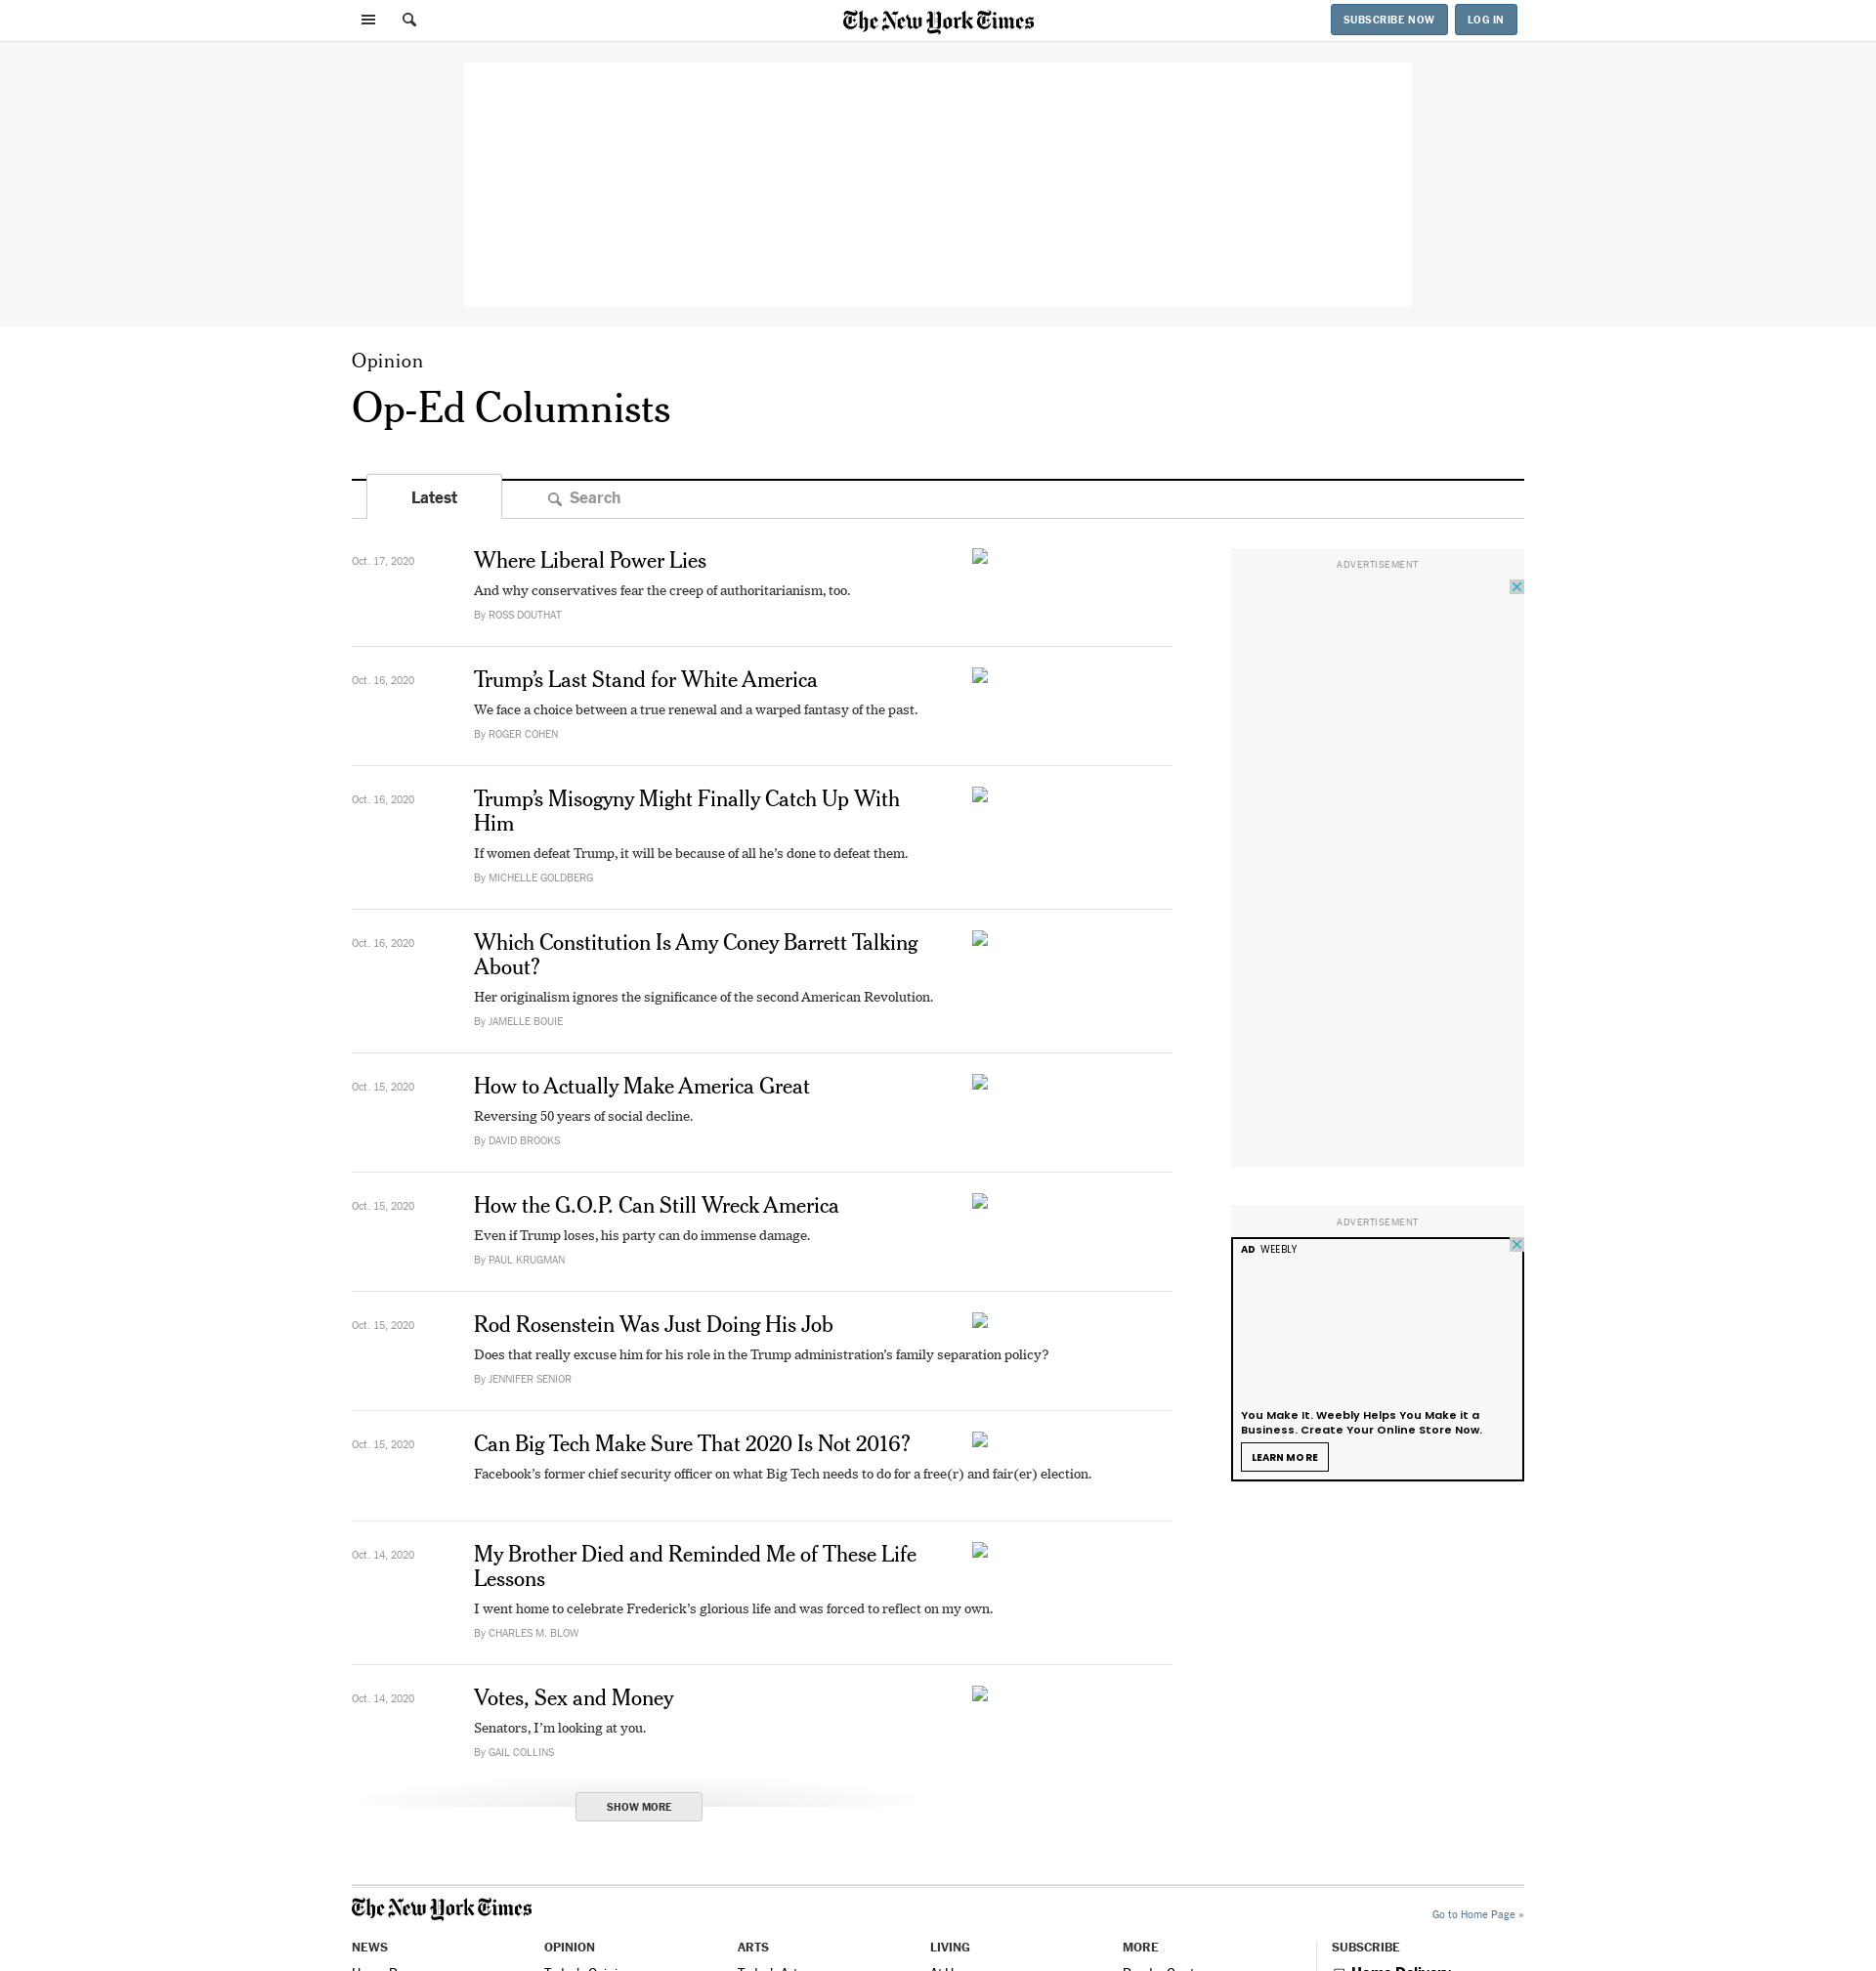 The New York Times
SUBSCRIBE NOW
LOG IN
Opinion
Op-Ed Columnists
Latest
Search
Oct. 17, 2020
Where Liberal Power Lies
And why conservatives fear the creep of authoritarianism, too.
By ROSS DOUTHAT
Oct. 16, 2020
Trump’s Last Stand for White America
We face a choice between a true renewal and a warped fantasy of the past.
By ROGER COHEN
Oct. 16, 2020
Trump’s Misogyny Might Finally Catch Up With
Him
If women defeat Trump, it will be because of all he’s done to defeat them.
By MICHELLE GOLDBERG
Oct. 16, 2020
Which Constitution Is Amy Coney Barrett Talking
About?
Her originalism ignores the significance of the second American Revolution.
By JAMELLE BOUIE
Oct. 15, 2020
How to Actually Make America Great
Reversing 50 years of social decline.
By DAVID BROOKS
Oct. 15, 2020
How the G.O.P. Can Still Wreck America
Even if Trump loses, his party can do immense damage.
By PAUL KRUGMAN
Oct. 15, 2020
Rod Rosenstein Was Just Doing His Job
Does that really excuse him for his role in the Trump administration’s family separation policy?
By JENNIFER SENIOR
Oct. 15, 2020
Can Big Tech Make Sure That 2020 Is Not 2016?
Facebook’s former chief security officer on what Big Tech needs to do for a free(r) and fair(er) election.
Oct. 14, 2020
My Brother Died and Reminded Me of These Life
Lessons
I went home to celebrate Frederick’s glorious life and was forced to reflect on my own.
By CHARLES M. BLOW
Oct. 14, 2020
Votes, Sex and Money
Senators, I’m looking at you.
By GAIL COLLINS
SHOW MORE
ADVERTISEMENT
ADVERTISEMENT
AD WEEBLY
You Make It. Weebly Helps You Make it a
Business. Create Your Online Store Now.
LEARN MORE
The New York Times
Go to Home Page »
NEWS
OPINION
ARTS
LIVING
MORE
SUBSCRIBE
Home Delivery